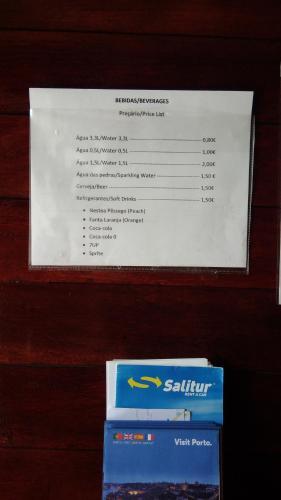 BEBIDAS/BEVERAGES
Preçário/Price List
Água 3,3L/Water 3,3L 0,80€
Água 0,5L/Water 0,5L 1,00€
Água 1,5L/Water 1,5L 2,00€
Água das pedras/Sparkling Water 1,50 €
Cerveja/Beer 1,50€
Refrigerantes/Soft Drinks 1,50€
• Nestea Pêssego (Peach)
• Fanta Laranja (Orange)
• Coca-cola
• Coca-cola 0
• 7UP
• Sprite
Salitur
RENT A CAR
Visit Porto.